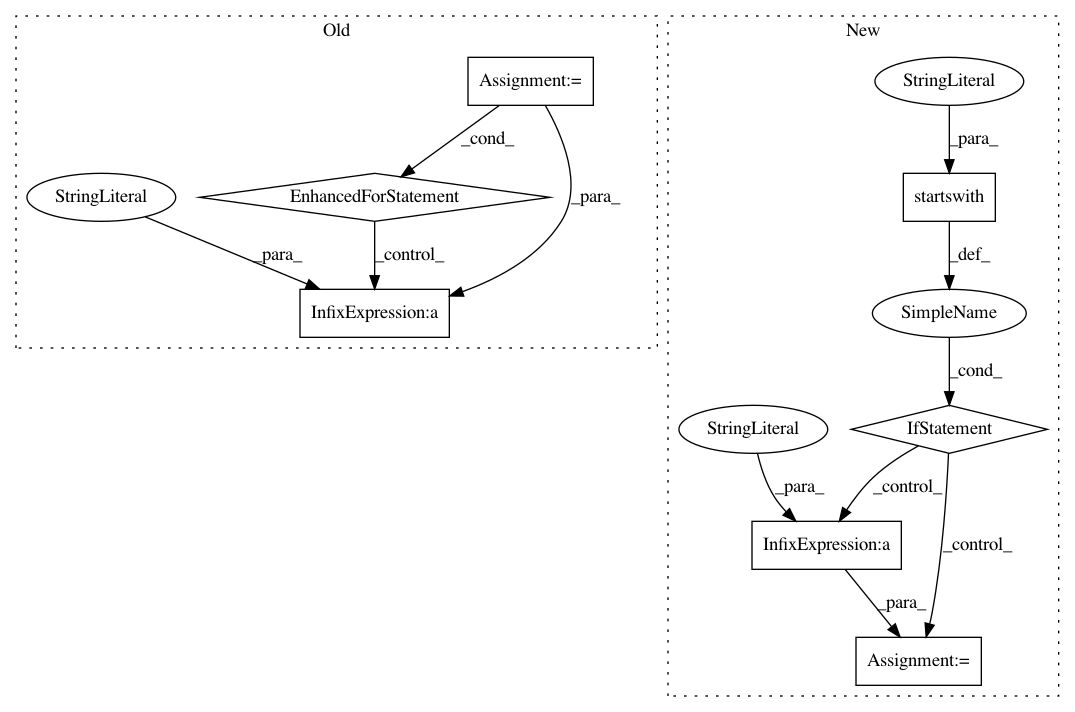 Old
New
Assignment:=
StringLiteral
_cond_
_para_
StringLiteral
EnhancedForStatement
_para_
startswith
_para_
_control_
_def_
InfixExpression:a
SimpleName
_cond_
StringLiteral
IfStatement
_para_
_control_
_control_
InfixExpression:a
_para_
Assignment:=